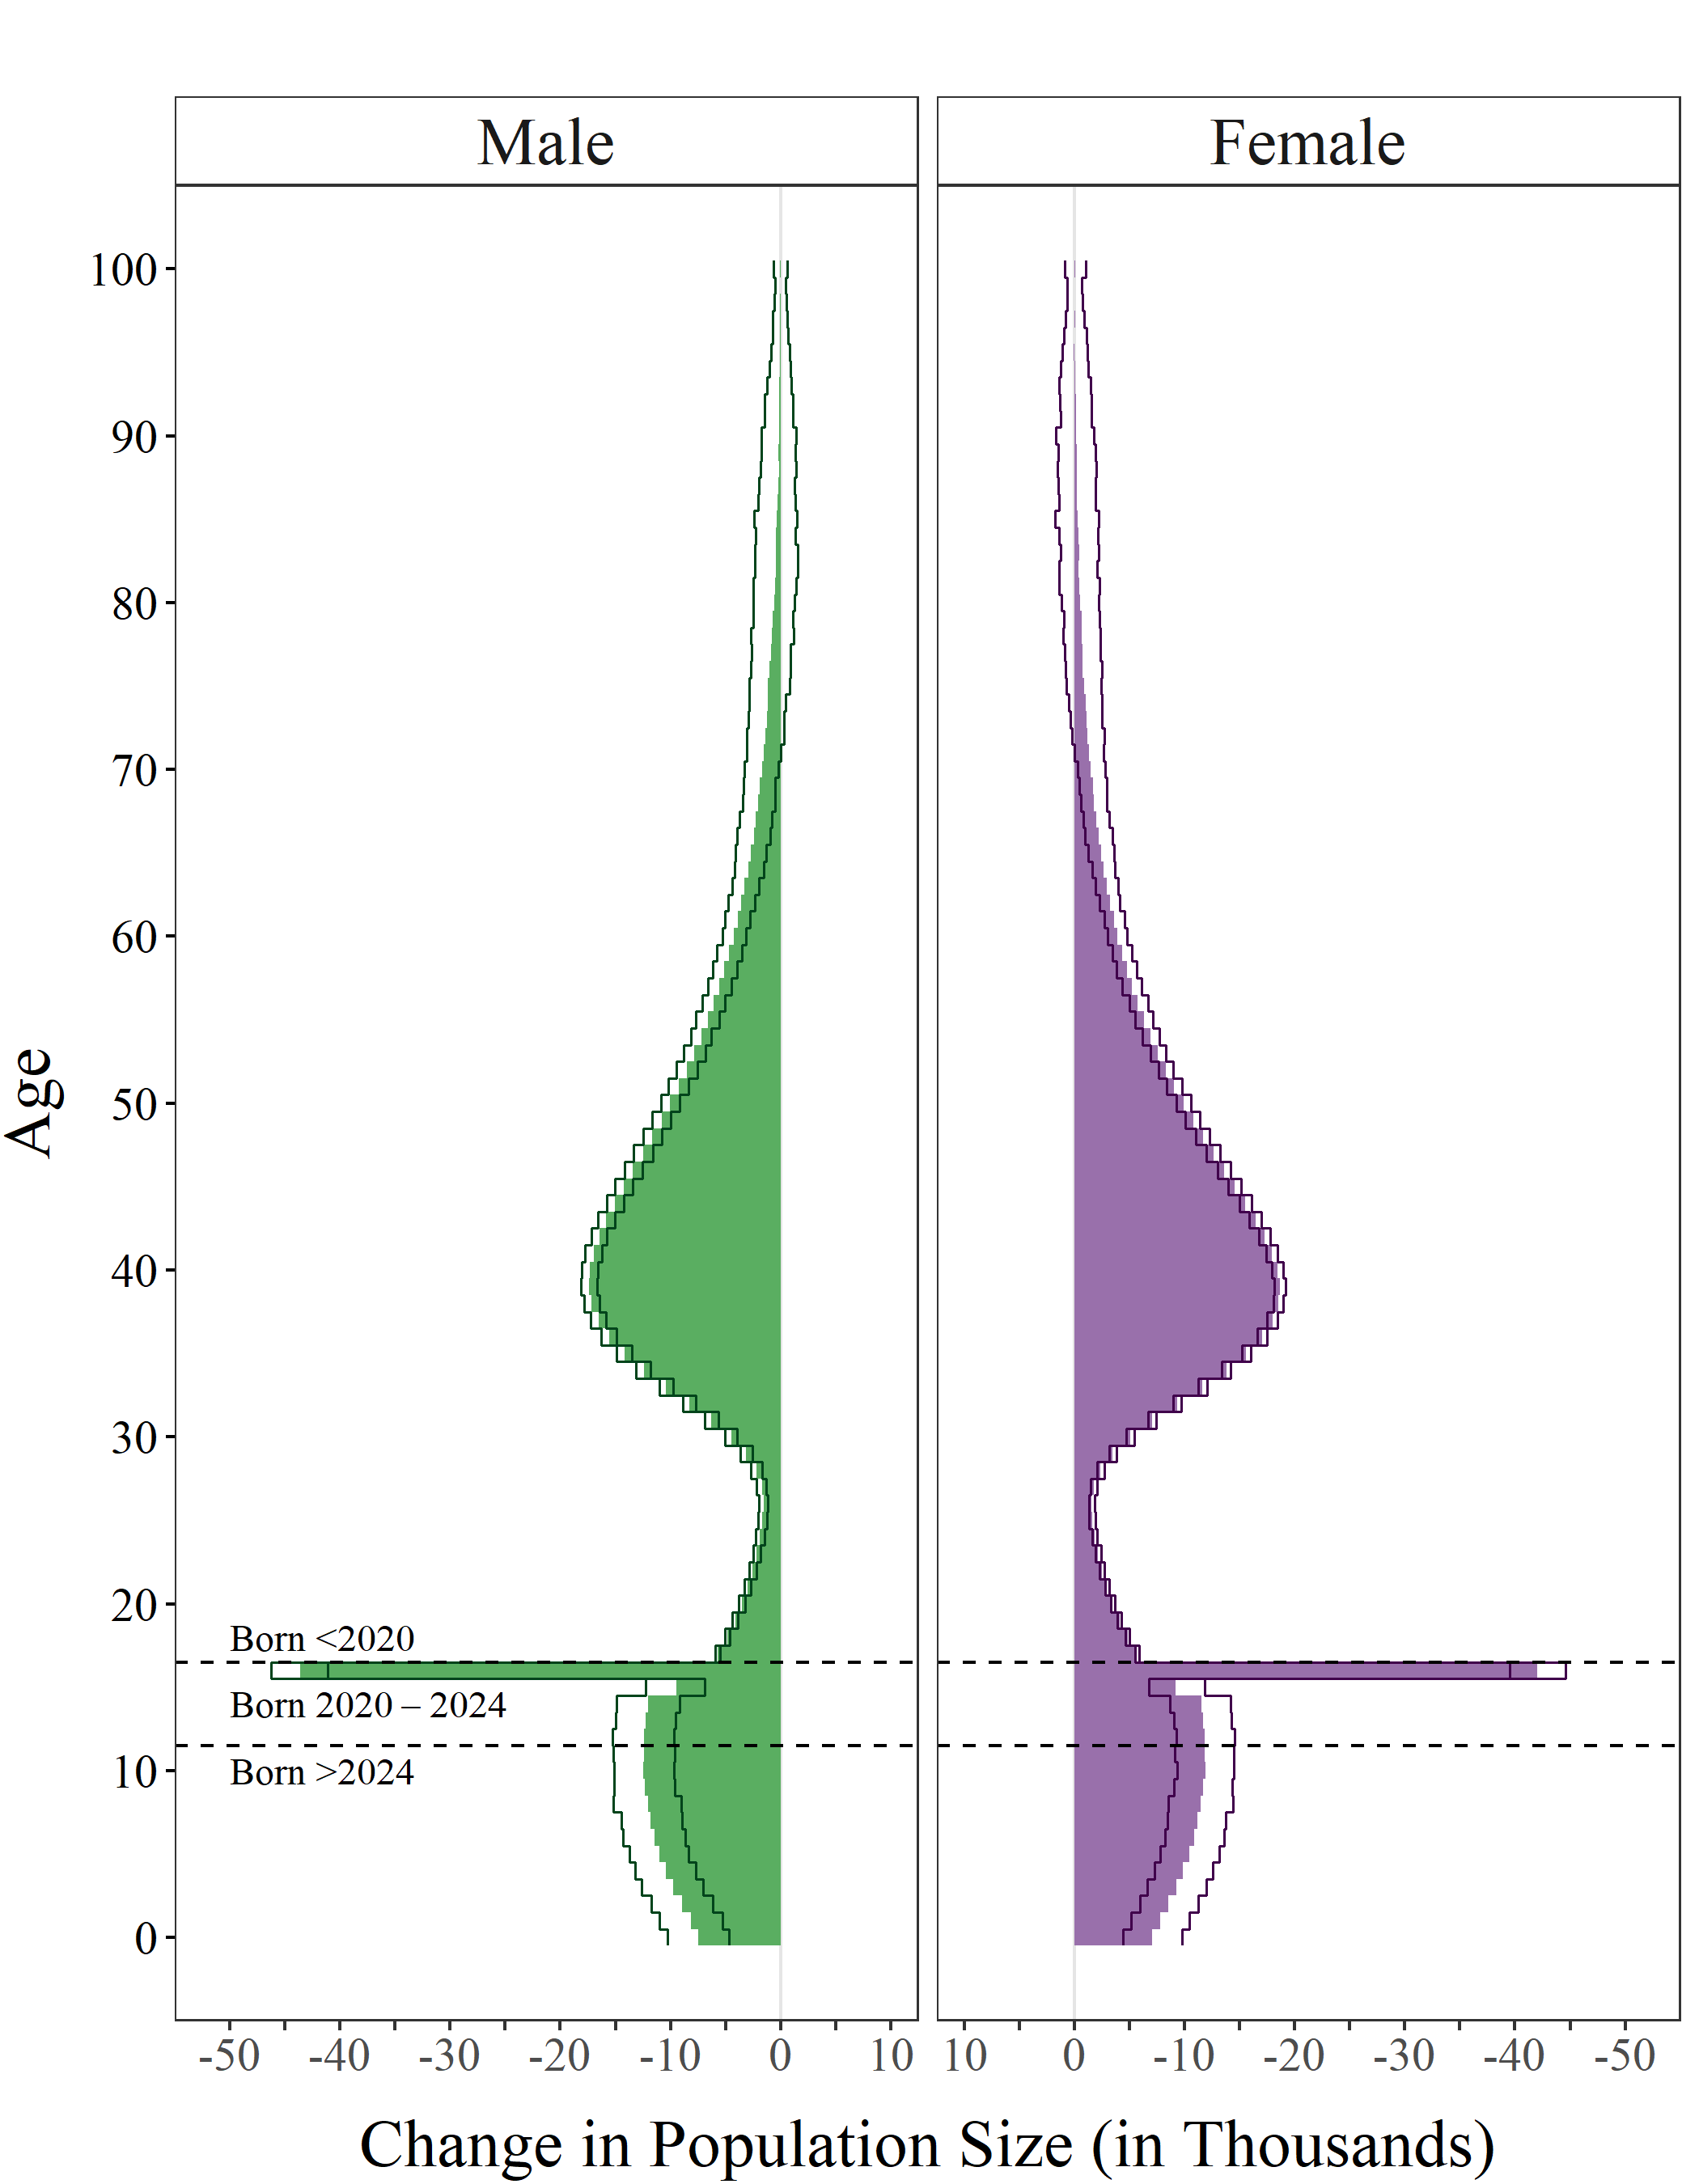 Male Female
100
90
80
70
60
50
40
30
20
10
0
Age
Born <2020
Born 2020 – 2024
Born >2024
-50 -40 -30 -20 -10 0 10 10 0 -10 -20 -30 -40 -50
Change in Population Size (in Thousands)